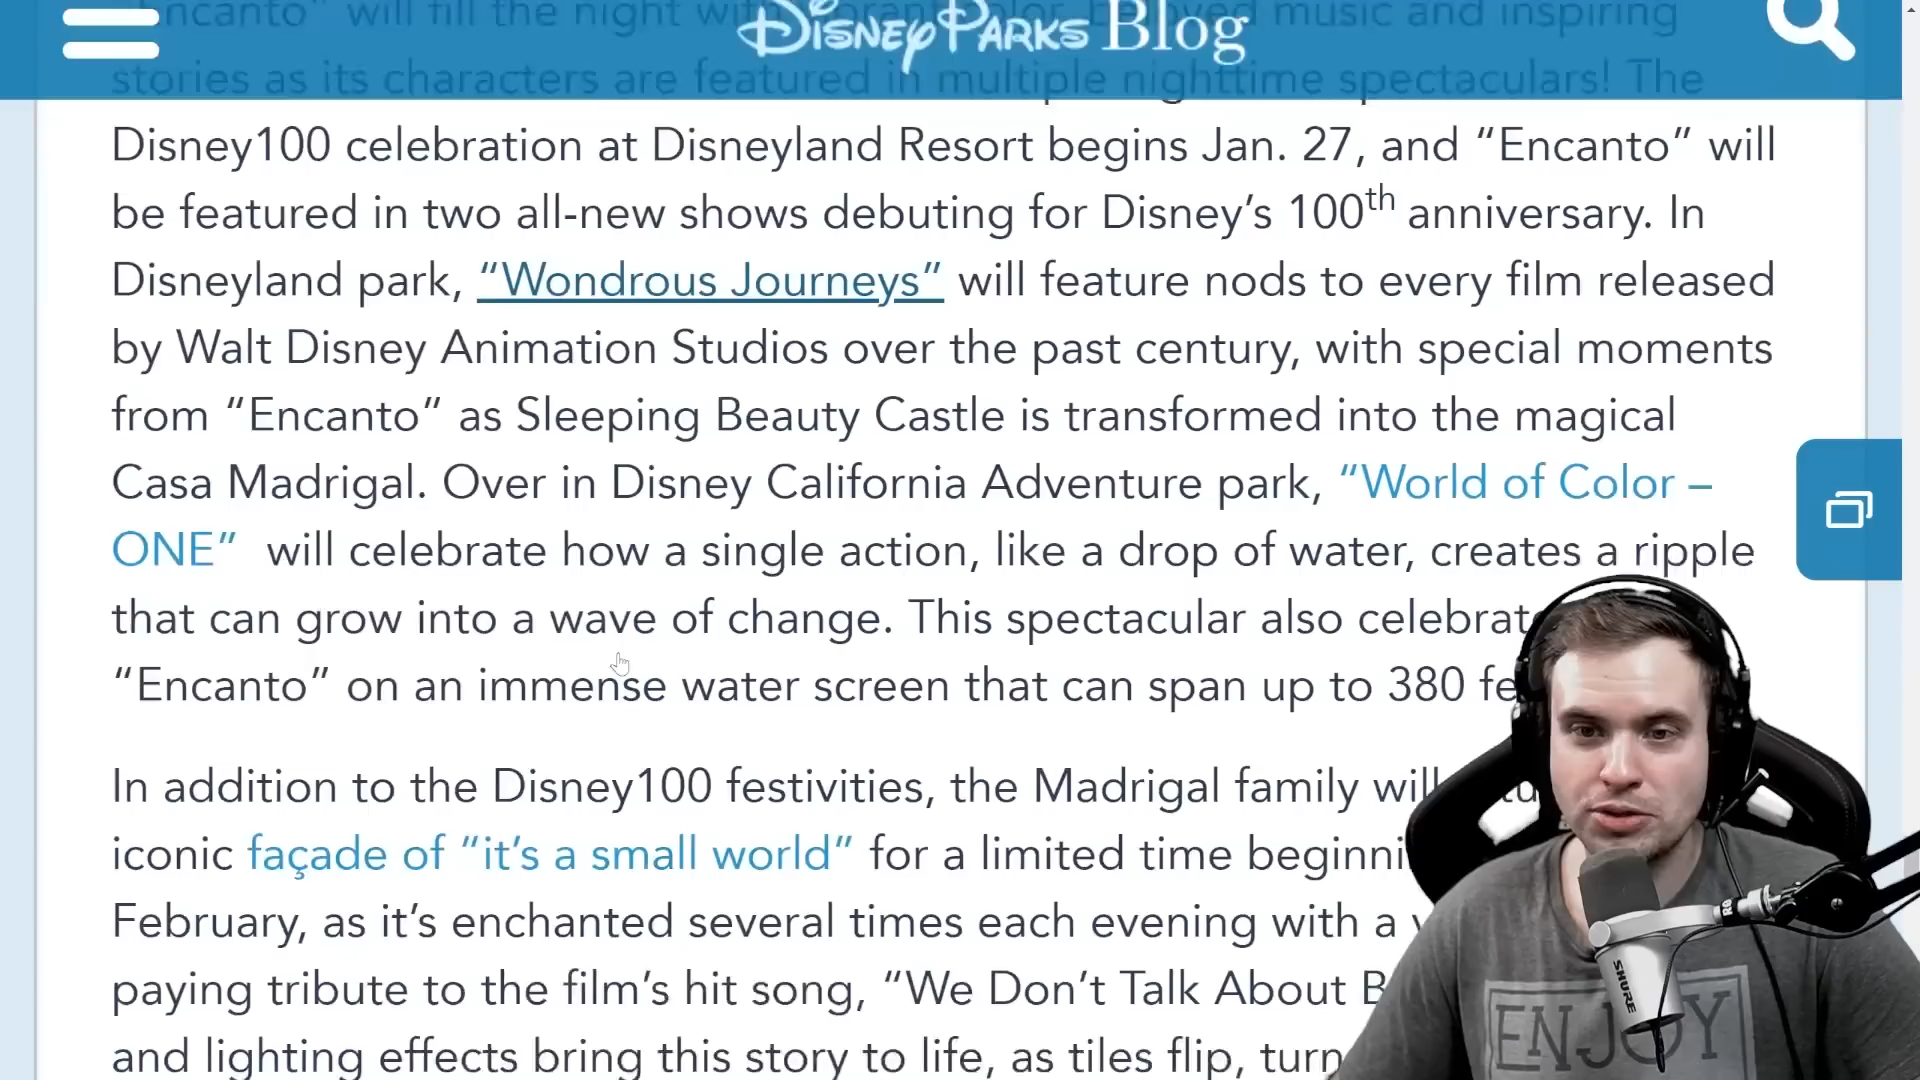 Encanto” will fill the night with color, music and inspiring
DISNEY PARKS Blog
stories as its characters are featured in multiple nighttime spectaculars! The
Disney100 celebration at Disneyland Resort begins Jan. 27, and “Encanto” will
be featured in two all-new shows debuting for Disney’s 100th anniversary. In
Disneyland park, “Wondrous Journeys” will feature nods to every film released
by Walt Disney Animation Studios over the past century, with special moments
from “Encanto” as Sleeping Beauty Castle is transformed into the magical
Casa Madrigal. Over in Disney California Adventure park, “World of Color –
ONE” will celebrate how a single action, like a drop of water, creates a ripple
that can grow into a wave of change. This spectacular also celebrat
“Encanto” on an immense water screen that can span up to 380 fe
In addition to the Disney100 festivities, the Madrigal family will
iconic façade of “it’s a small world” for a limited time beginni
February, as it’s enchanted several times each evening with a
paying tribute to the film’s hit song, “We Don’t Talk About B
and lighting effects bring this story to life, as tiles flip, turn
SHURE
ENJOY